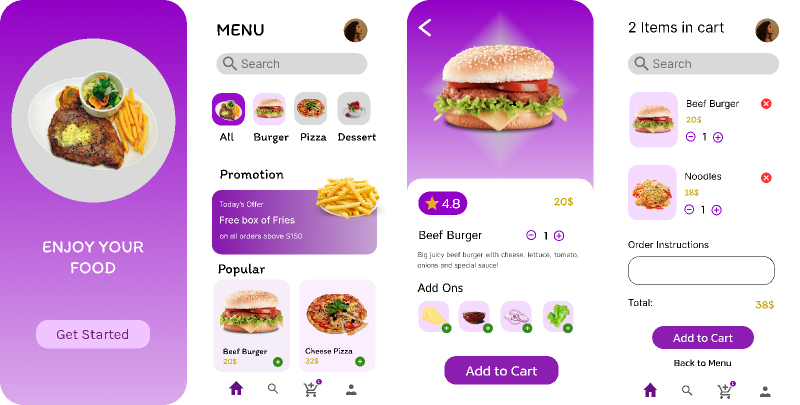 ENJOY YOUR
FOOD
Get Started
MENU
Search
All
Burger
Pizza
Dessert
Promotion
Today's Offer
Free box of Fries
on all orders above $150
Popular
Beef Burger
20$
Cheese Pizza
32$
4.8
20$
Beef Burger
1
Big juicy beef burger with cheese, lettuce, tomato,
onions and special sauce!
Add Ons
Add to Cart
2 Items in cart
Search
Beef Burger
20$
1
Noodles
18$
1
Order Instructions
Total:
38$
Add to Cart
Back to Menu